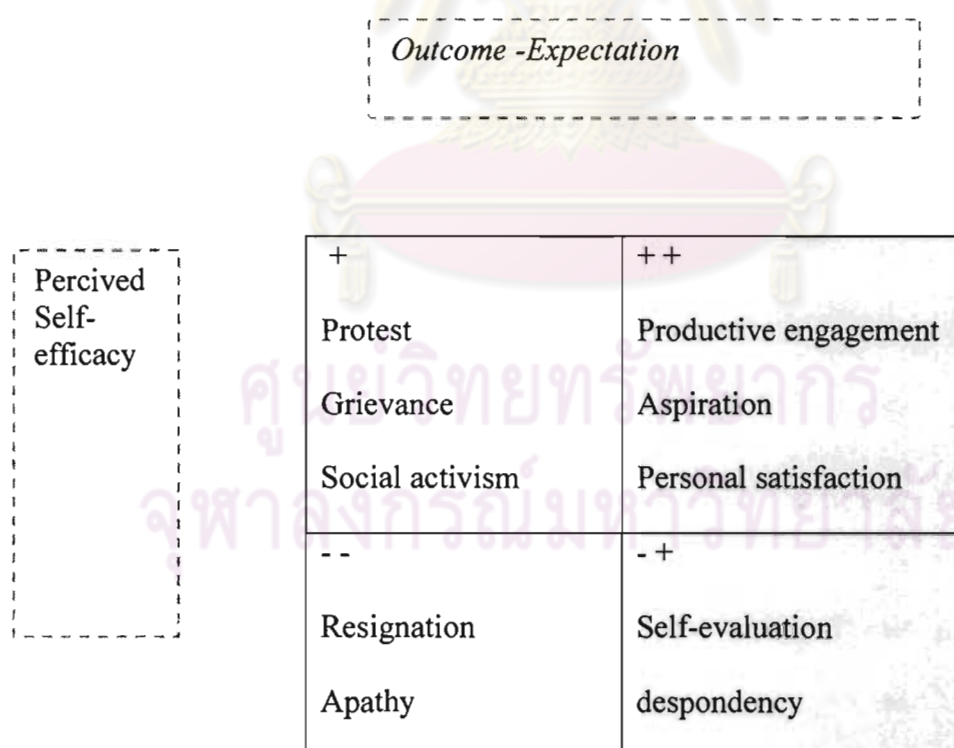 Outcome -Expectation
Percived
Self-
efficacy
+
Protest
Grievance
Social activism
+ +
Productive engagement
Aspiration
Personal satisfaction
- -
Resignation
Apathy
- +
Self-evaluation
despondency
ศูนย์วิทยทรัพยากร
จุฬาลงกรณ์มหาวิทยาลัย